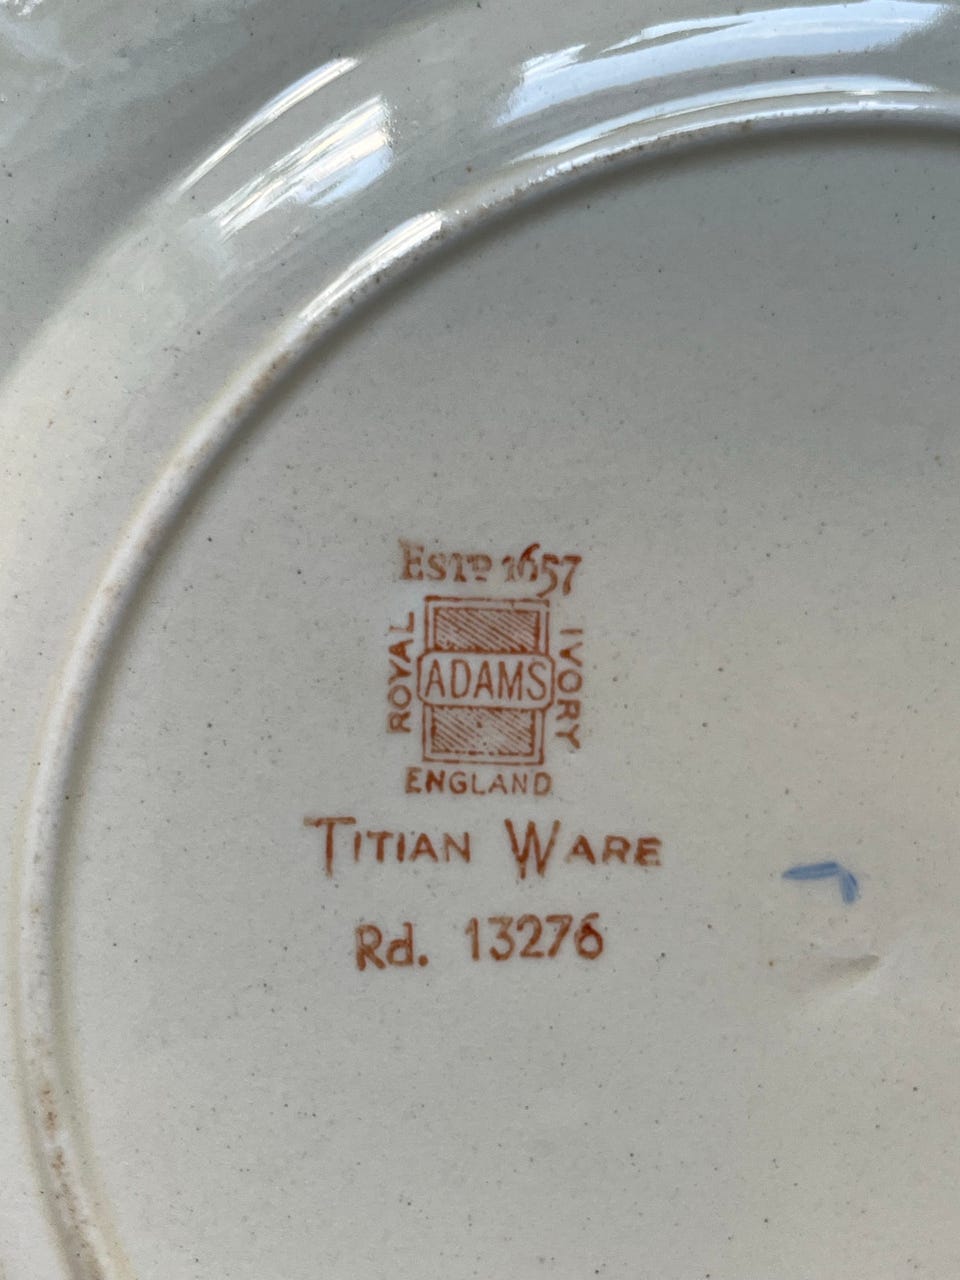 Estd 1657
ROYAL
ADAMS
IVORY
ENGLAND
TITIAN WARE
Rd. 13276